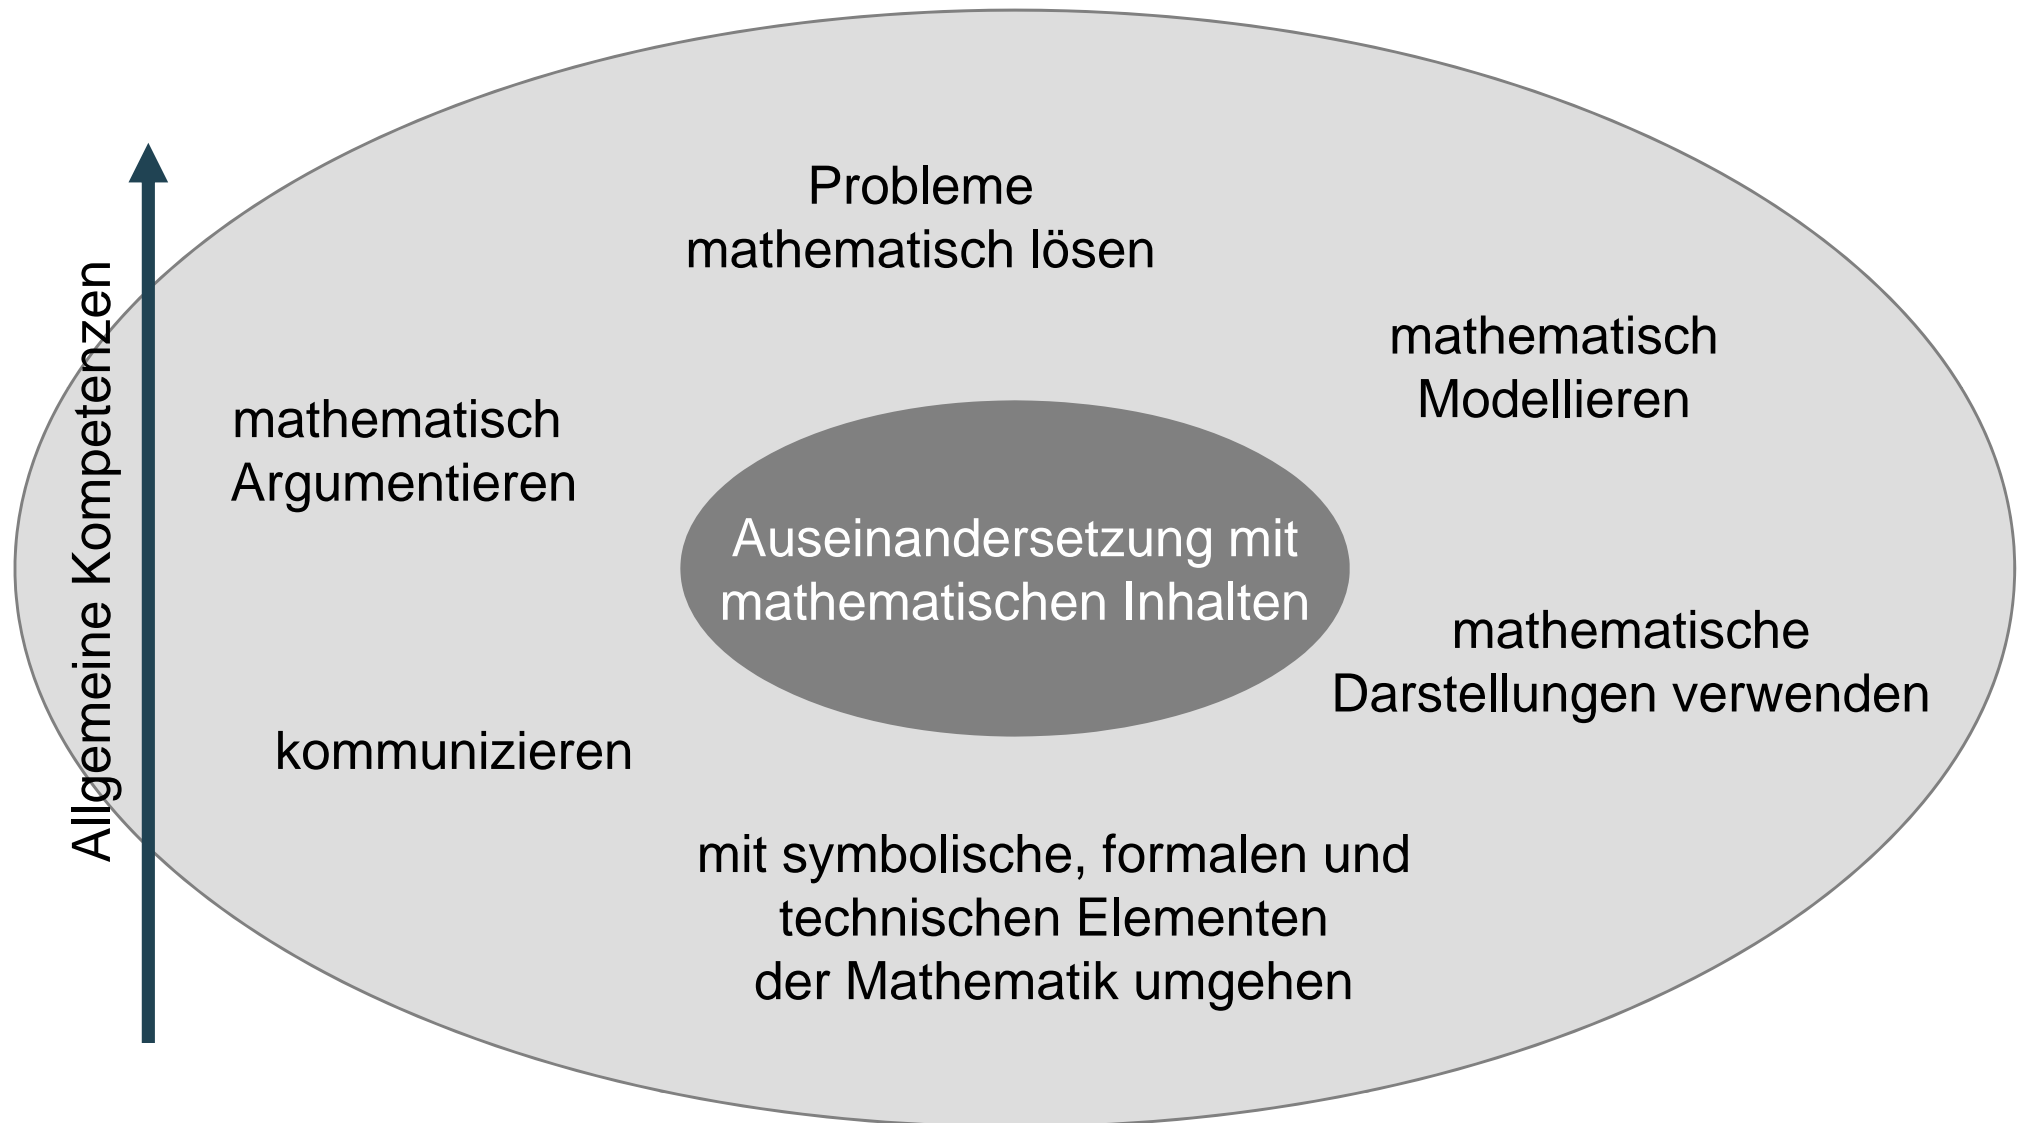 Allgemeine Kompetenzen
Probleme
mathematisch lösen
mathematisch
Modellieren
mathematisch
Argumentieren
Auseinandersetzung mit
mathematischen Inhalten
mathematische
Darstellungen verwenden
kommunizieren
mit symbolische, formalen und
technischen Elementen
der Mathematik umgehen